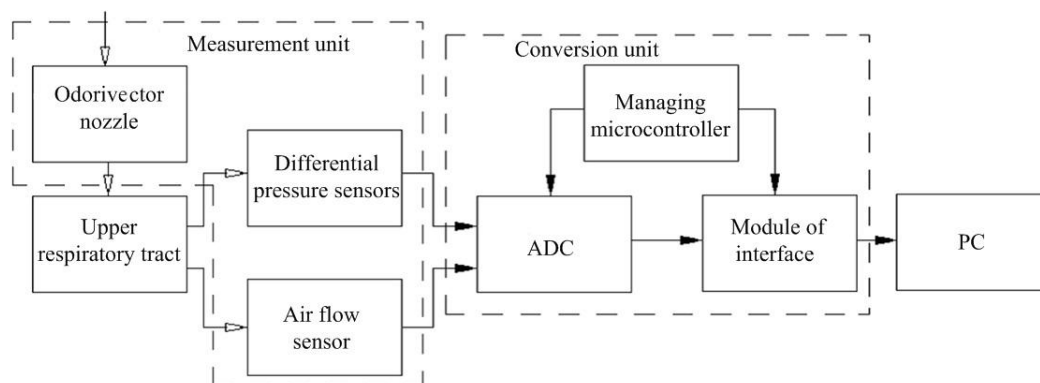 Measurement unit
Odorivector
nozzle
Upper
respiratory tract
Differential
pressure sensors
Air flow
sensor
Conversion unit
Managing
microcontroller
ADC
Module of
interface
PC